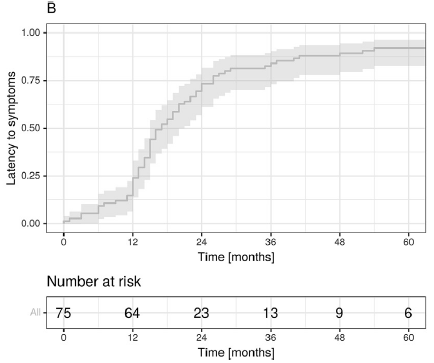 B
1.00
0.75
0.50
0.25
0.00
Latency to symptoms
0 12 24 36 48 60
Time [months]
Number at risk
All 75 64 23 13 9 6
0 12 24 36 48 60
Time [months]